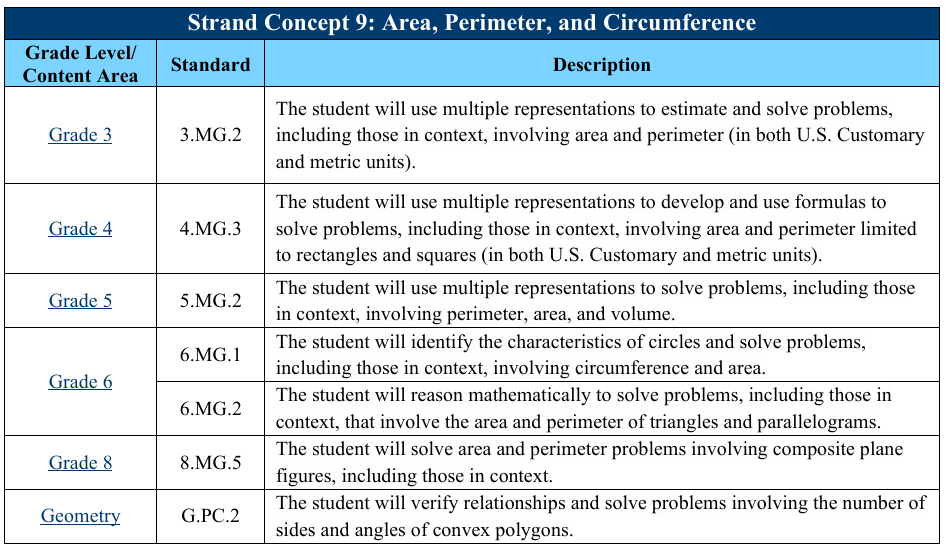 Strand Concept 9: Area, Perimeter, and Circumference
Grade Level/
Content Area
Standard
Description
Grade 3
3.MG.2
The student will use multiple representations to estimate and solve problems,
including those in context, involving area and perimeter (in both U.S. Customary
and metric units).
Grade 4
4.MG.3
The student will use multiple representations to develop and use formulas to
solve problems, including those in context, involving area and perimeter limited
to rectangles and squares (in both U.S. Customary and metric units).
Grade 5
5.MG.2
The student will use multiple representations to solve problems, including those
in context, involving perimeter, area, and volume.
Grade 6
6.MG.1
The student will identify the characteristics of circles and solve problems,
including those in context, involving circumference and area.
6.MG.2
The student will reason mathematically to solve problems, including those in
context, that involve the area and perimeter of triangles and parallelograms.
Grade 8
8.MG.5
The student will solve area and perimeter problems involving composite plane
figures, including those in context.
Geometry
G.PC.2
The student will verify relationships and solve problems involving the number of
sides and angles of convex polygons.